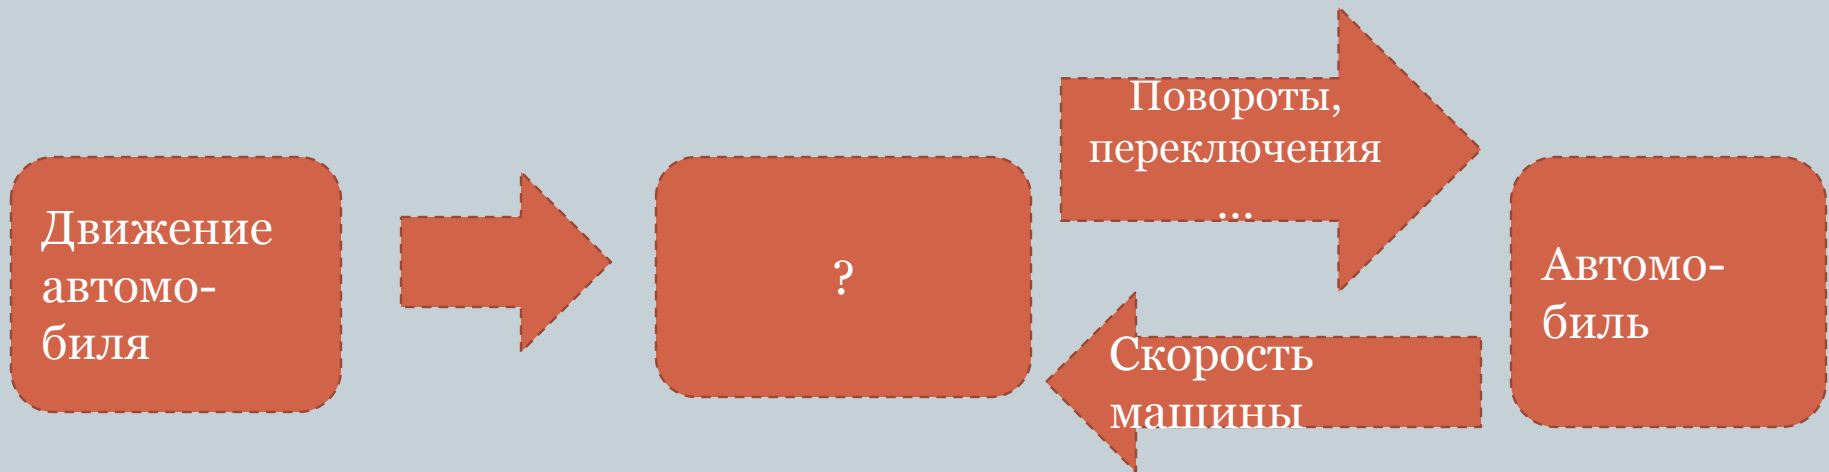 Движение
автомо-
биля
?
Повороты,
переключения
...
Скорость
машины
Автомо-
биль